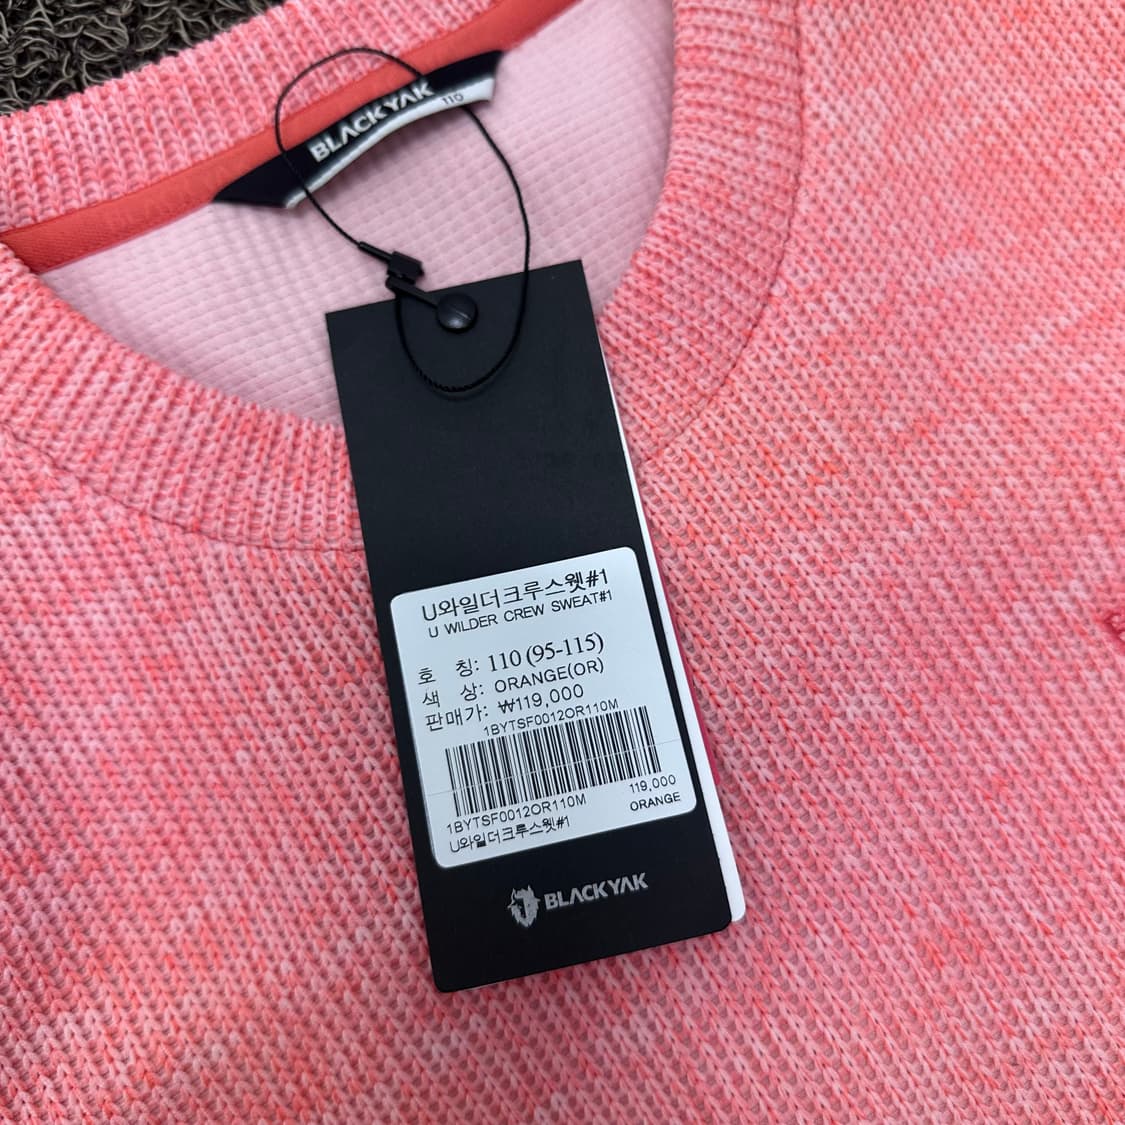 BLACKYAK
110
U와일더크루스웻#1
U WILDER CREW SWEAT#1
호 칭: 110 (95-115)
색 상: ORANGE(OR)
판매가: ₩119,000
1BYTSF0012OR110M
1BYTSF0012OR110M 119,000
U와일더크루스웻#1 ORANGE
BLACKYAK